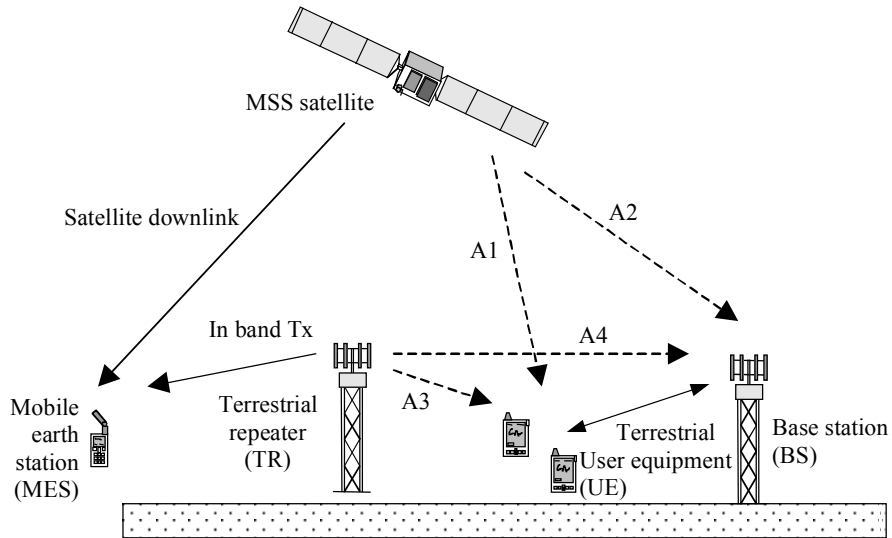 MSS satellite
Satellite downlink
A1
A2
In band Tx
A4
A3
Mobile
earth
station
(MES)
Terrestrial
repeater
(TR)
Terrestrial
User equipment
(UE)
Base station
(BS)